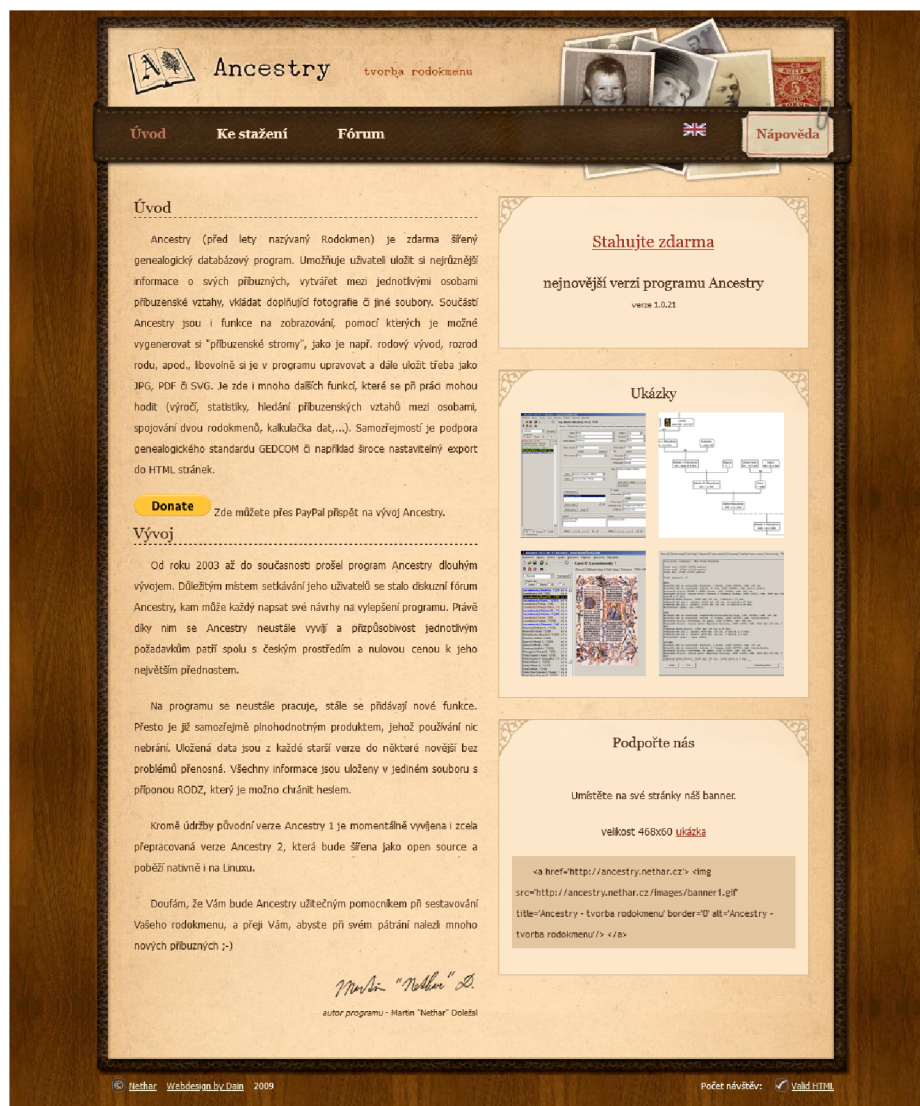 Ancestry tvorba rodokmenu
Úvod Ke stažení Fórum Nápověda
Úvod
Ancestry (před lety nazývaný Rodokmen) je zdarma šířený
genealogický databázový program. Umožňuje uživateli uložit si nejrůznější
informace o svých příbuzných, vytvářet mezi jednotlivými osobami
příbuzenské vztahy, vkládat doplňující fotografie či jiné soubory. Součástí
Ancestry jsou i funkce na zobrazování, pomocí kterých je možné
vygenerovat si "příbuzenské stromy", jako je např. rodový vývod, rozrod
rodu, apod., libovolně si je v programu upravovat a dále uložit třeba jako
JPG, PDF či SVG. Je zde i mnoho dalších funkcí, které se při práci mohou
hodit (výročí, statistiky, hledání příbuzenských vztahů mezi osobami,
spojování dvou rodokmenů, kalkulačka dat,...). Samozřejmostí je podpora
genealogického standardu GEDCOM či například široce nastavitelný export
do HTML stránek.
Donate Zde můžete přes PayPal přispět na vývoj Ancestry.
Vývoj
Od roku 2003 až do současnosti prošel program Ancestry dlouhým
vývojem. Důležitým místem setkávání jeho uživatelů se stalo diskuzní fórum
Ancestry, kam může každý napsat své návrhy na vylepšení programu. Právě
díky nim se Ancestry neustále vyvíjí a přizpůsobivost jednotlivým
požadavkům patří spolu s českým prostředím a nulovou cenou k jeho
největším přednostem.
Na programu se neustále pracuje, stále se přidávají nové funkce.
Přesto je již samozřejmě plnohodnotným produktem, jehož používání nic
nebrání. Uložená data jsou z každé starší verze do některé novější bez
problémů přenosná. Všechny informace jsou uloženy v jediném souboru s
příponou RODZ, který je možno chránit heslem.
Kromě údržby původní verze Ancestry 1 je momentálně vyvíjena i zcela
přepracovaná verze Ancestry 2, která bude šířena jako open source a
poběží nativně i na Linuxu.
Doufám, že Vám bude Ancestry užitečným pomocníkem při sestavování
Vašeho rodokmenu, a přeji Vám, abyste při svém pátrání nalezli mnoho
nových příbuzných ;-)
Martin "Nethar" D.
autor programu - Martin "Nethar" Doležal
Stahujte zdarma
nejnovější verzi programu Ancestry
verze 1.0.21
Ukázky
Podpořte nás
Umístěte na své stránky náš banner.
velikost 468x60 ukázka
<a href='http://ancestry.nethar.cz'> <img
src='http://ancestry.nethar.cz/images/banner1.gif'
title='Ancestry - tvorba rodokmenu' border='0' alt='Ancestry -
tvorba rodokmenu'/> </a>
© Nethar Webdesign by Dain 2009 Počet návštěv: Valid HTML